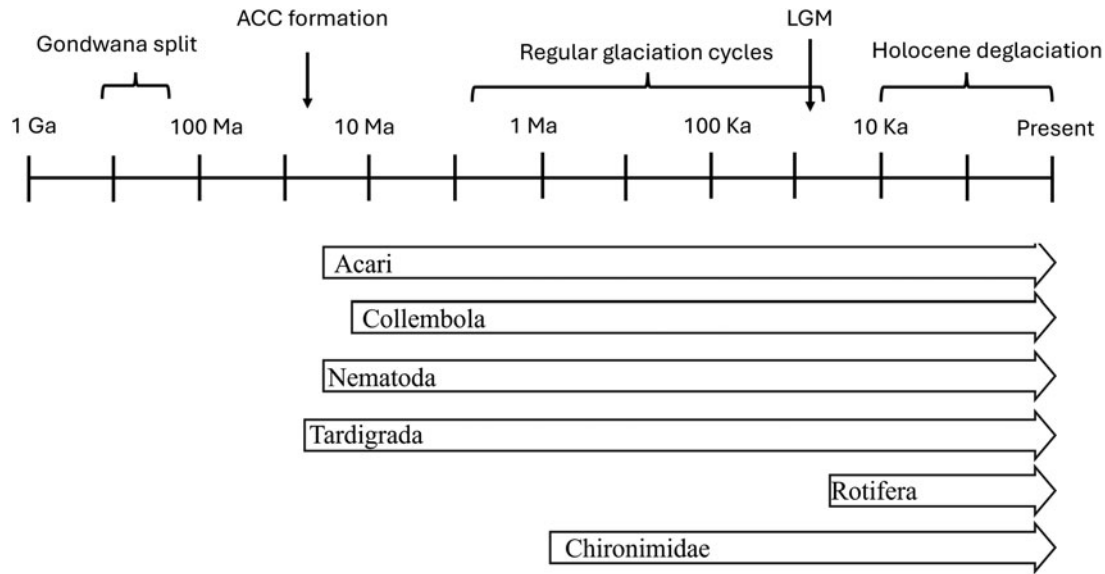 ACC formation
LGM
Gondwana split
Regular glaciation cycles
Holocene deglaciation
1 Ga
100 Ma
10 Ma
1 Ma
100 Ka
10 Ka
Present
Acari
Collembola
Nematoda
Tardigrada
Rotifera
Chironimidae